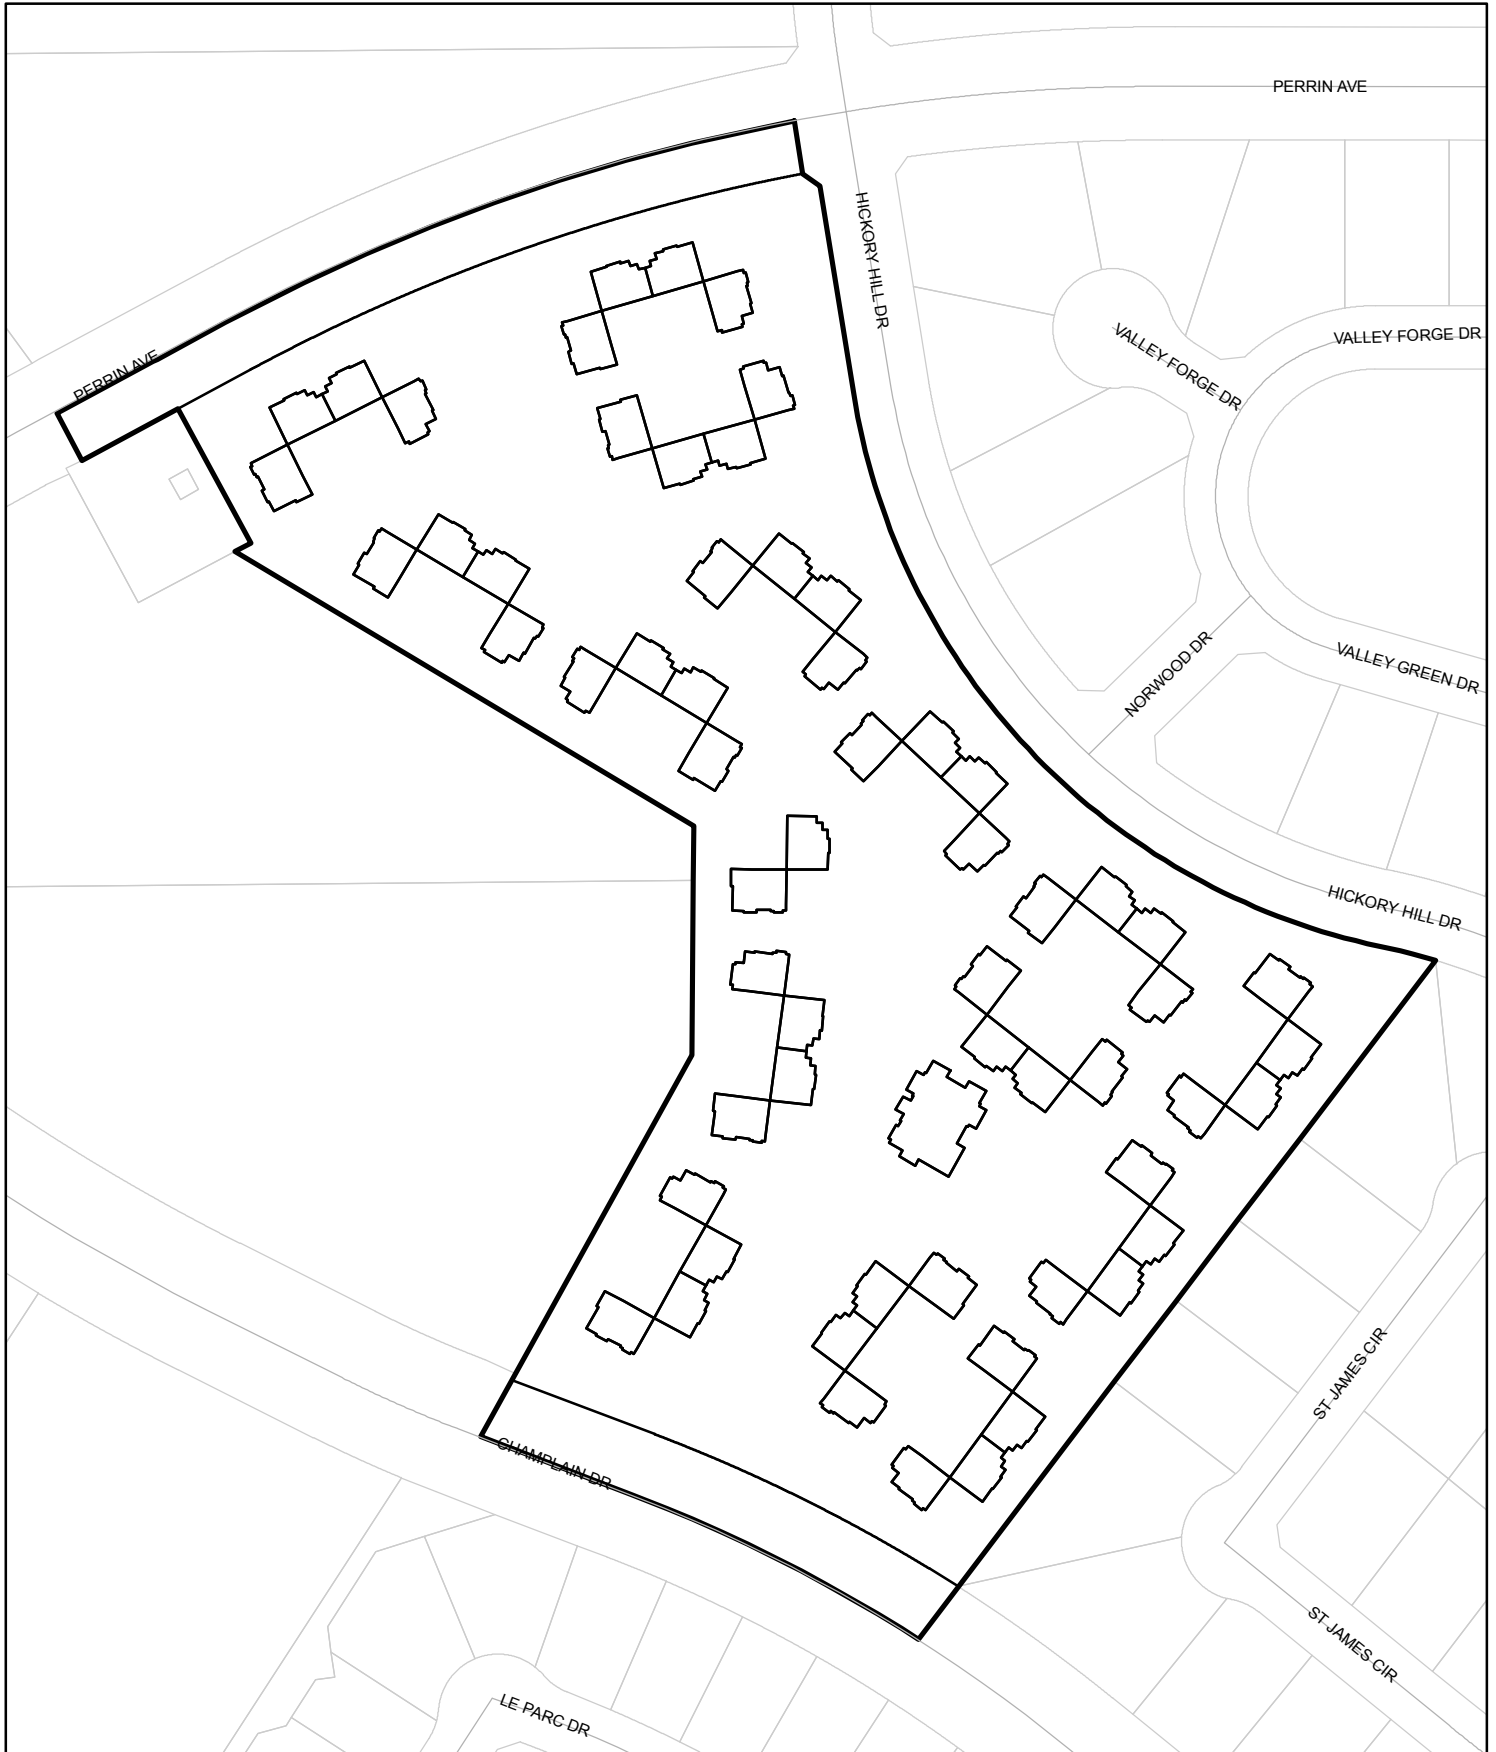 PERRIN AVE
HICKORY HILL DR
VALLEY FORGE DR
VALLEY FORGE DR
PERRIN AVE
NORWOOD DR
VALLEY GREEN DR
HICKORY HILL DR
ST JAMES CIR
CHAMPLAIN DR
ST JAMES CIR
LE PARC DR